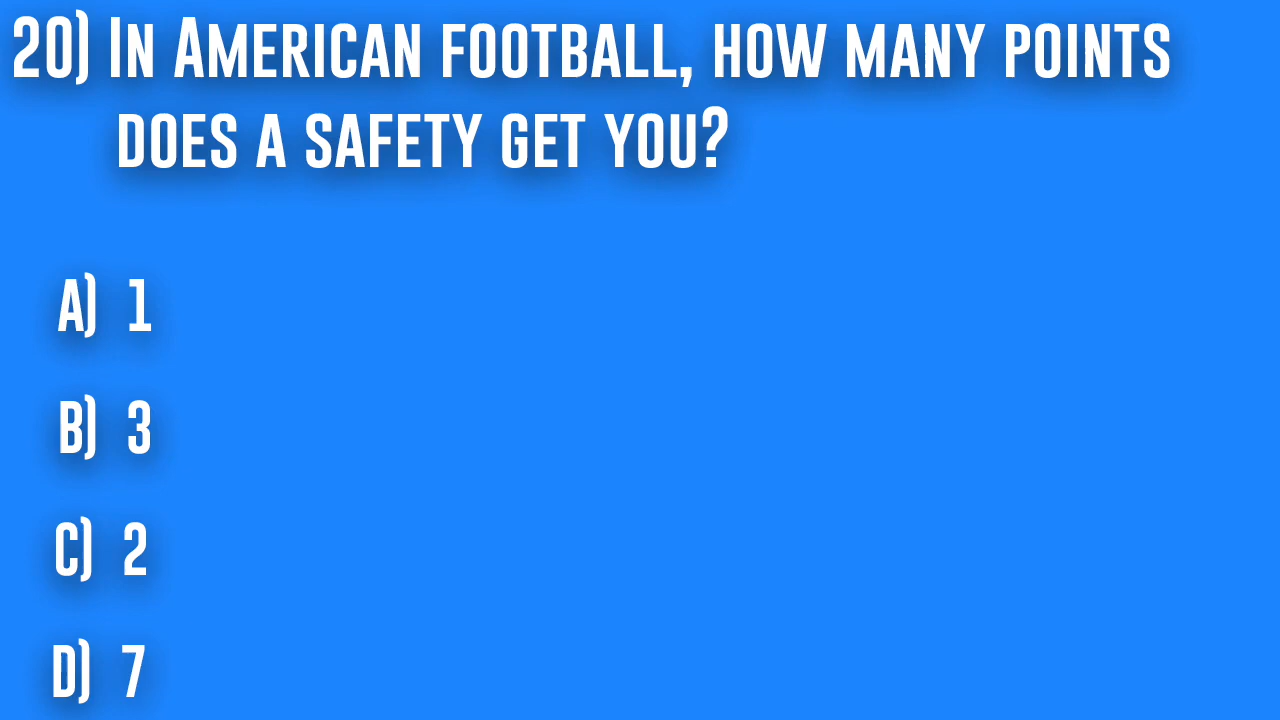 20) In American football, how many points
does a safety get you?
A) 1
B) 3
C) 2
D) 7